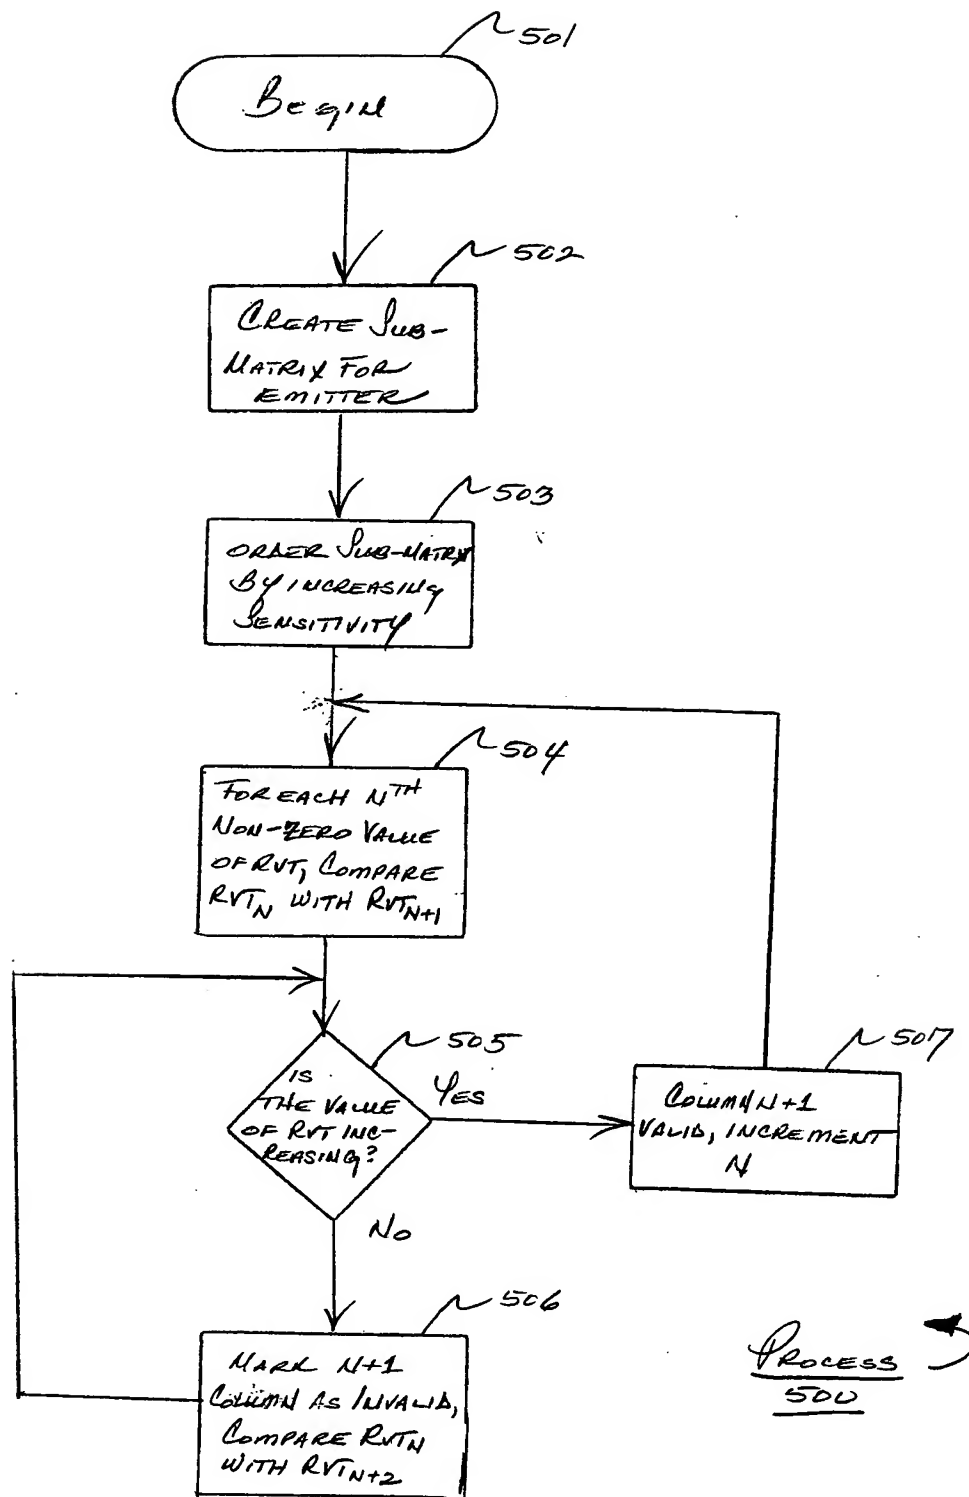 501
Begin
502
CREATE SUB-
MATRIX FOR
EMITTER
503
ORDER SUB-MATRIX
BY INCREASING
SENSITIVITY
504
FOR EACH NTH
NON-ZERO VALUE
OF RVT, COMPARE
RVTN WITH RVTN+1
505
IS
THE VALUE
OF RVT INC-
REASING?
YES
507
COLUMN N+1
VALID, INCREMENT
N
NO
506
MARK N+1
COLUMN AS INVALID,
COMPARE RVTN
WITH RVTN+2
PROCESS
500